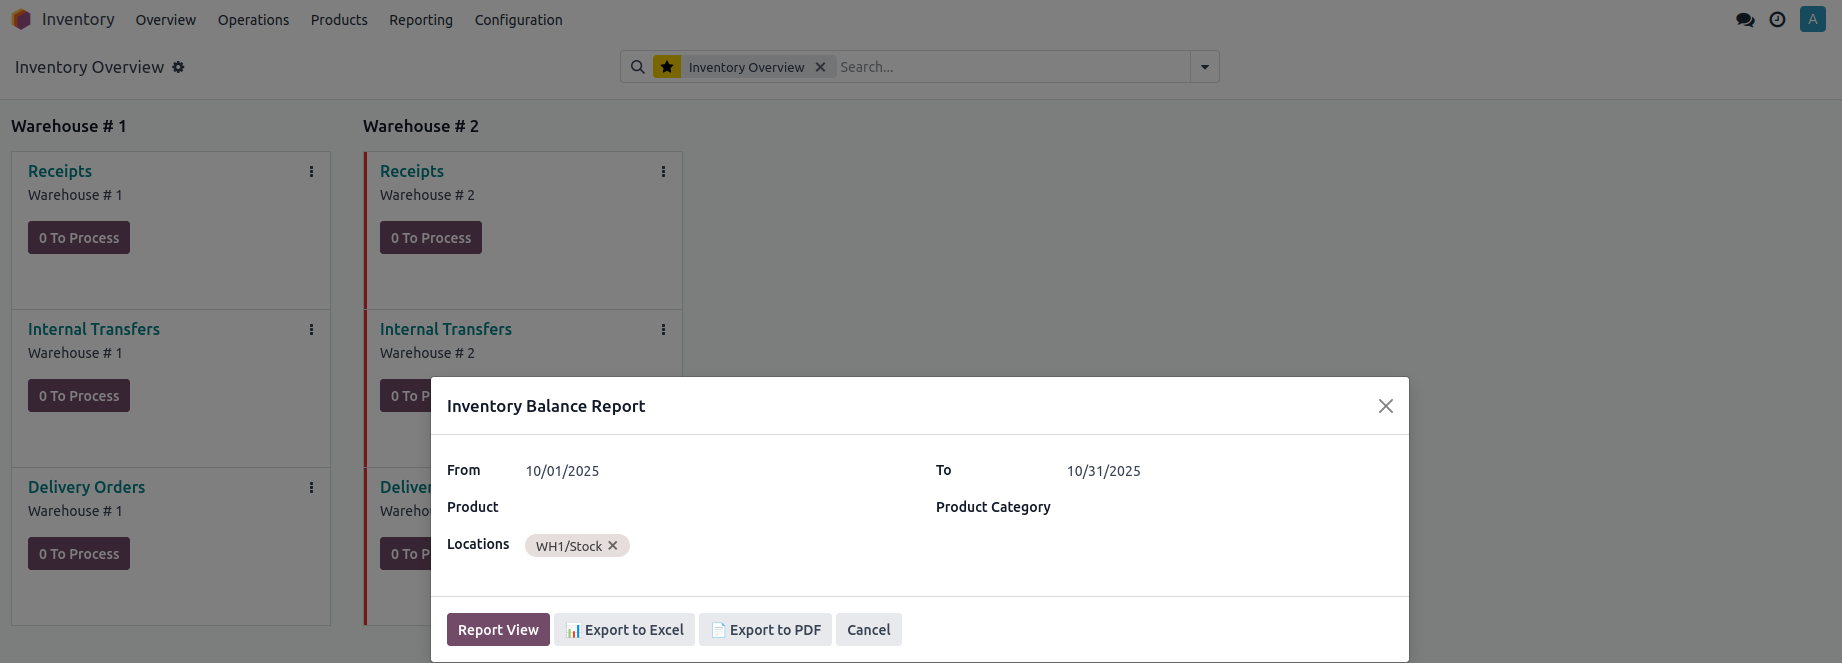 Inventory Overview Operations Products Reporting Configuration A
Inventory Overview Inventory Overview Search...
Warehouse # 1
Receipts
Warehouse # 1
0 To Process
Internal Transfers
Warehouse # 1
0 To Process
Delivery Orders
Warehouse # 1
0 To Process
Warehouse # 2
Receipts
Warehouse # 2
0 To Process
Internal Transfers
Warehouse # 2
0 To P
Deliver
Wareho
0 To P
Inventory Balance Report
From 10/01/2025 To 10/31/2025
Product Product Category
Locations WH1/Stock
Report View Export to Excel Export to PDF Cancel